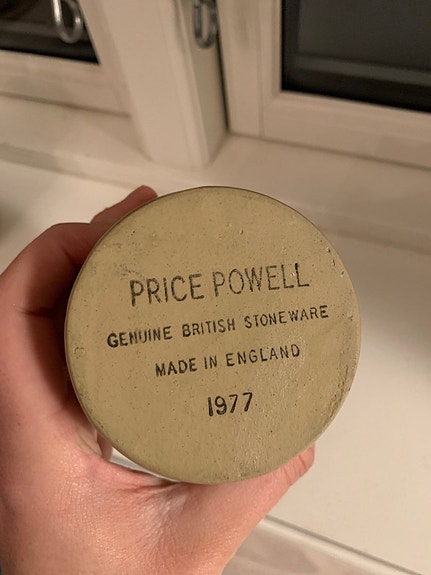 PRICE POWELL
GENUINE BRITISH STONEWARE
MADE IN ENGLAND
1977